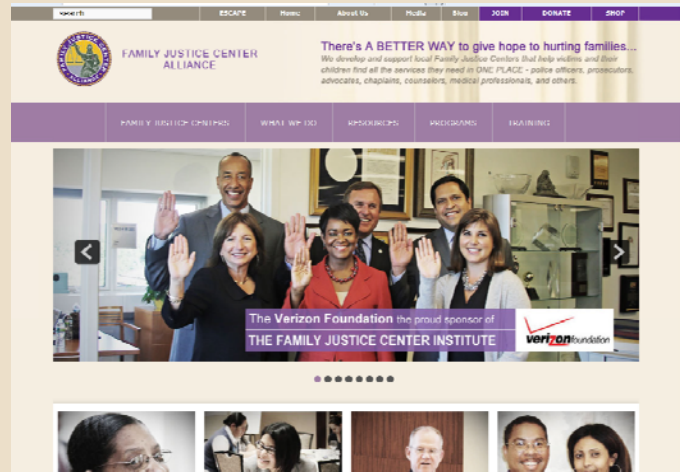 search ESCAPE Home About Us Media Blog JOIN DONATE SHOP
FAMILY JUSTICE CENTER
ALLIANCE
There's A BETTER WAY to give hope to hurting families...
We develop and support local Family Justice Centers that help victims and their
children find all the services they need in ONE PLACE - police officers, prosecutors,
advocates, chaplains, counselors, medical professionals, and others.
FAMILY JUSTICE CENTERS WHAT WE DO RESOURCES PROGRAMS TRAINING
The Verizon Foundation the proud sponsor of
THE FAMILY JUSTICE CENTER INSTITUTE
verizonfoundation